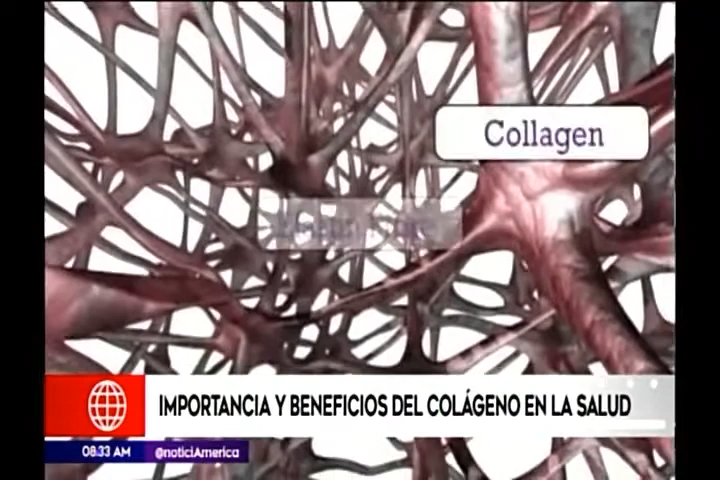 Collagen
IMPORTANCIA Y BENEFICIOS DEL COLÁGENO EN LA SALUD
08:33 AM @noticiAmerica